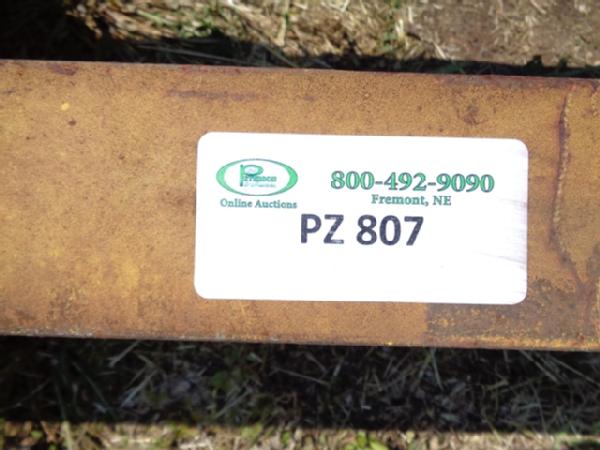 800-492-9090
Fremont, NE
Online Auctions
PZ 807